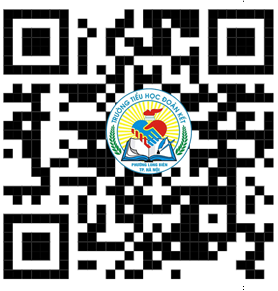 TRƯỜNG TIỂU HỌC ĐOÀN KẾT
PHƯỜNG LONG BIÊN
TP. HÀ NỘI